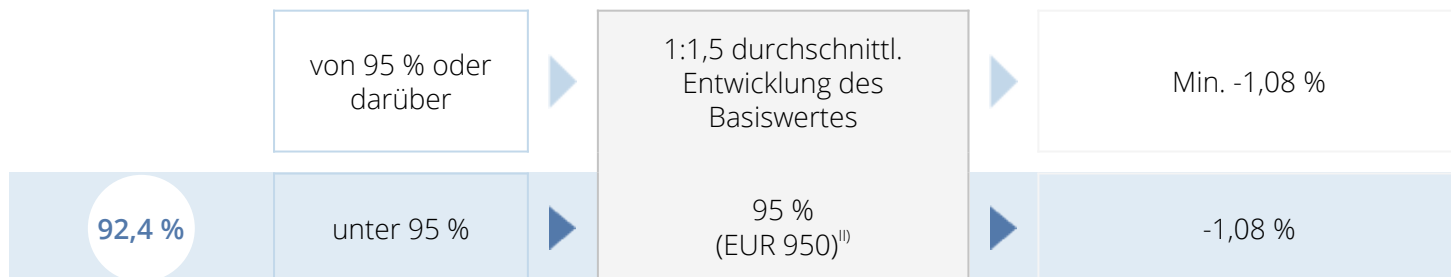 von 95 % oder
darüber
1:1,5 durchschnittl.
Entwicklung des
Basiswertes
Min. -1,08 %
92,4 %
unter 95 %
95 %
(EUR 950)II)
-1,08 %